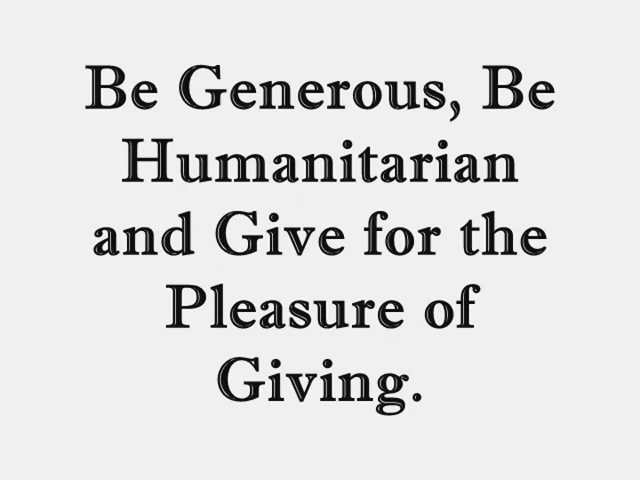 Be Generous, Be
Humanitarian
and Give for the
Pleasure of
Giving.